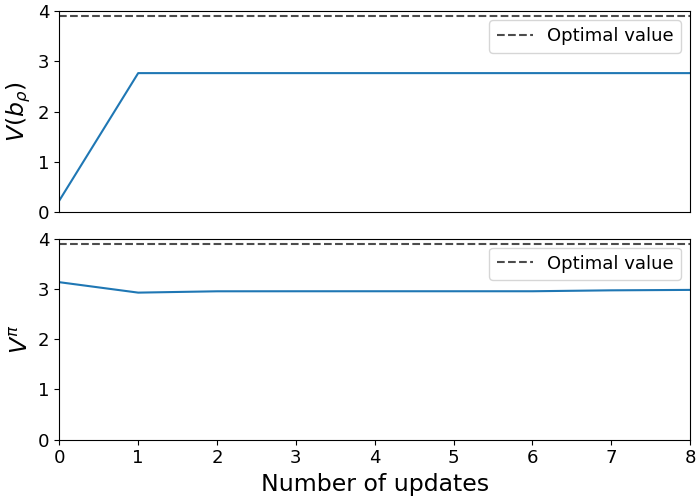 4
3
2
1
0
V(b_ρ)
Optimal value
4
3
2
1
0
V^π
Optimal value
0 1 2 3 4 5 6 7 8
Number of updates